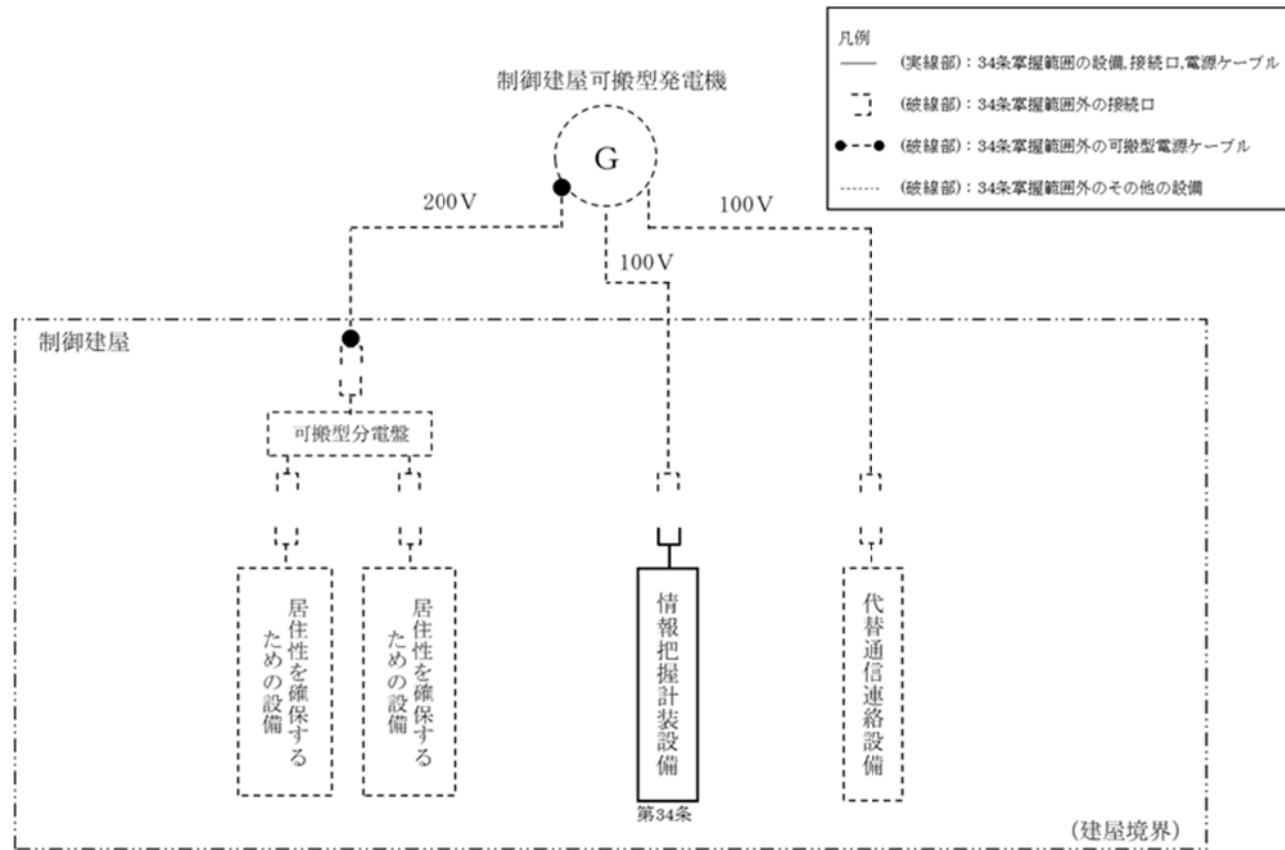 凡例
(実線部)：34条掌握範囲の設備,接続口,電源ケーブル
(破線部)：34条掌握範囲外の接続口
(破線部)：34条掌握範囲外の可搬型電源ケーブル
(破線部)：34条掌握範囲外のその他の設備
制御建屋可搬型発電機
G
200V
100V
100V
制御建屋
可搬型分電盤
居住性を確保する
ための設備
居住性を確保する
ための設備
情報把握計装設備
代替通信連絡設備
第34条
(建屋境界)